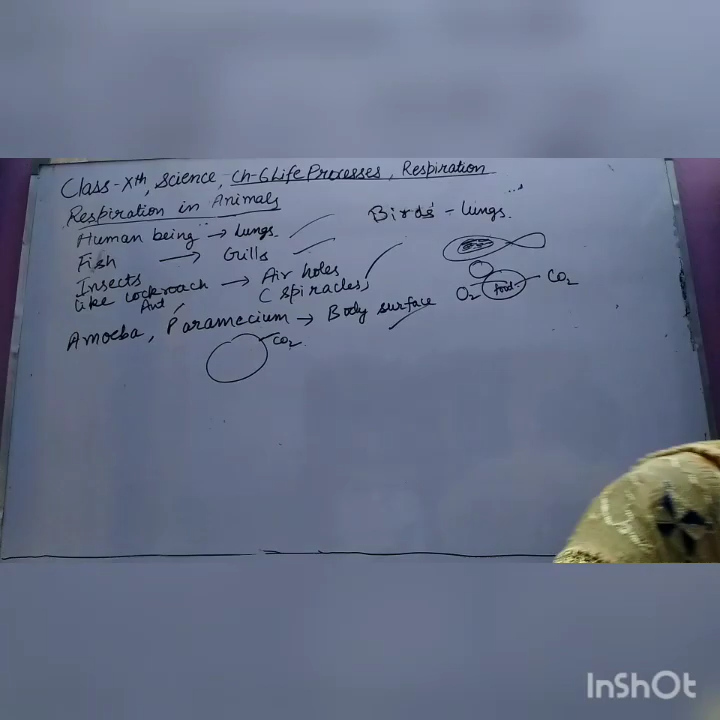 Class-Xth, Science, Ch-6 Life Processes, Respiration
Respiration in Animals
Human being → Lungs.
Birds - Lungs.
Fish → Gills
Insects
like cockroach → Air holes
Ant
C spiracles
Amoeba, Paramecium → Body surface
CO2
O2
food
CO2
InShOt